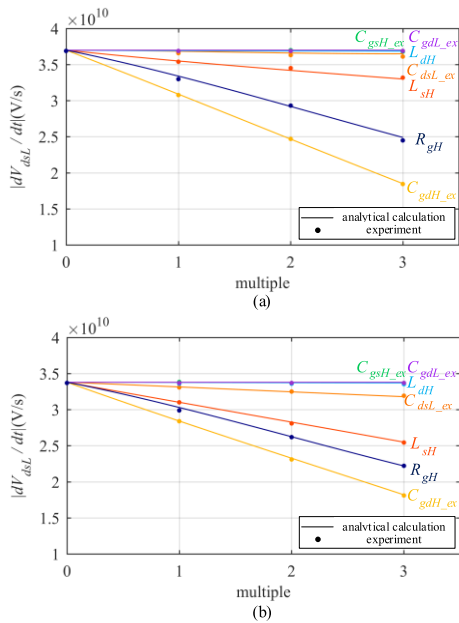 ×10^10
4
C_gsH_ex C_gdL_ex
L_dH
3.5
C_dsL_ex
L_sH
3
|dV_dsL / dt|(V/s)
2.5
R_gH
2
C_gdH_ex
1.5
analytical calculation
experiment
1
0 1 2 3
multiple
(a)
×10^10
4
C_gsH_ex C_gdL_ex
3.5
L_dH
C_dsL_ex
3
|dV_dsL / dt|(V/s)
L_sH
2.5
R_gH
2
C_gdH_ex
1.5
analytical calculation
experiment
1
0 1 2 3
multiple
(b)